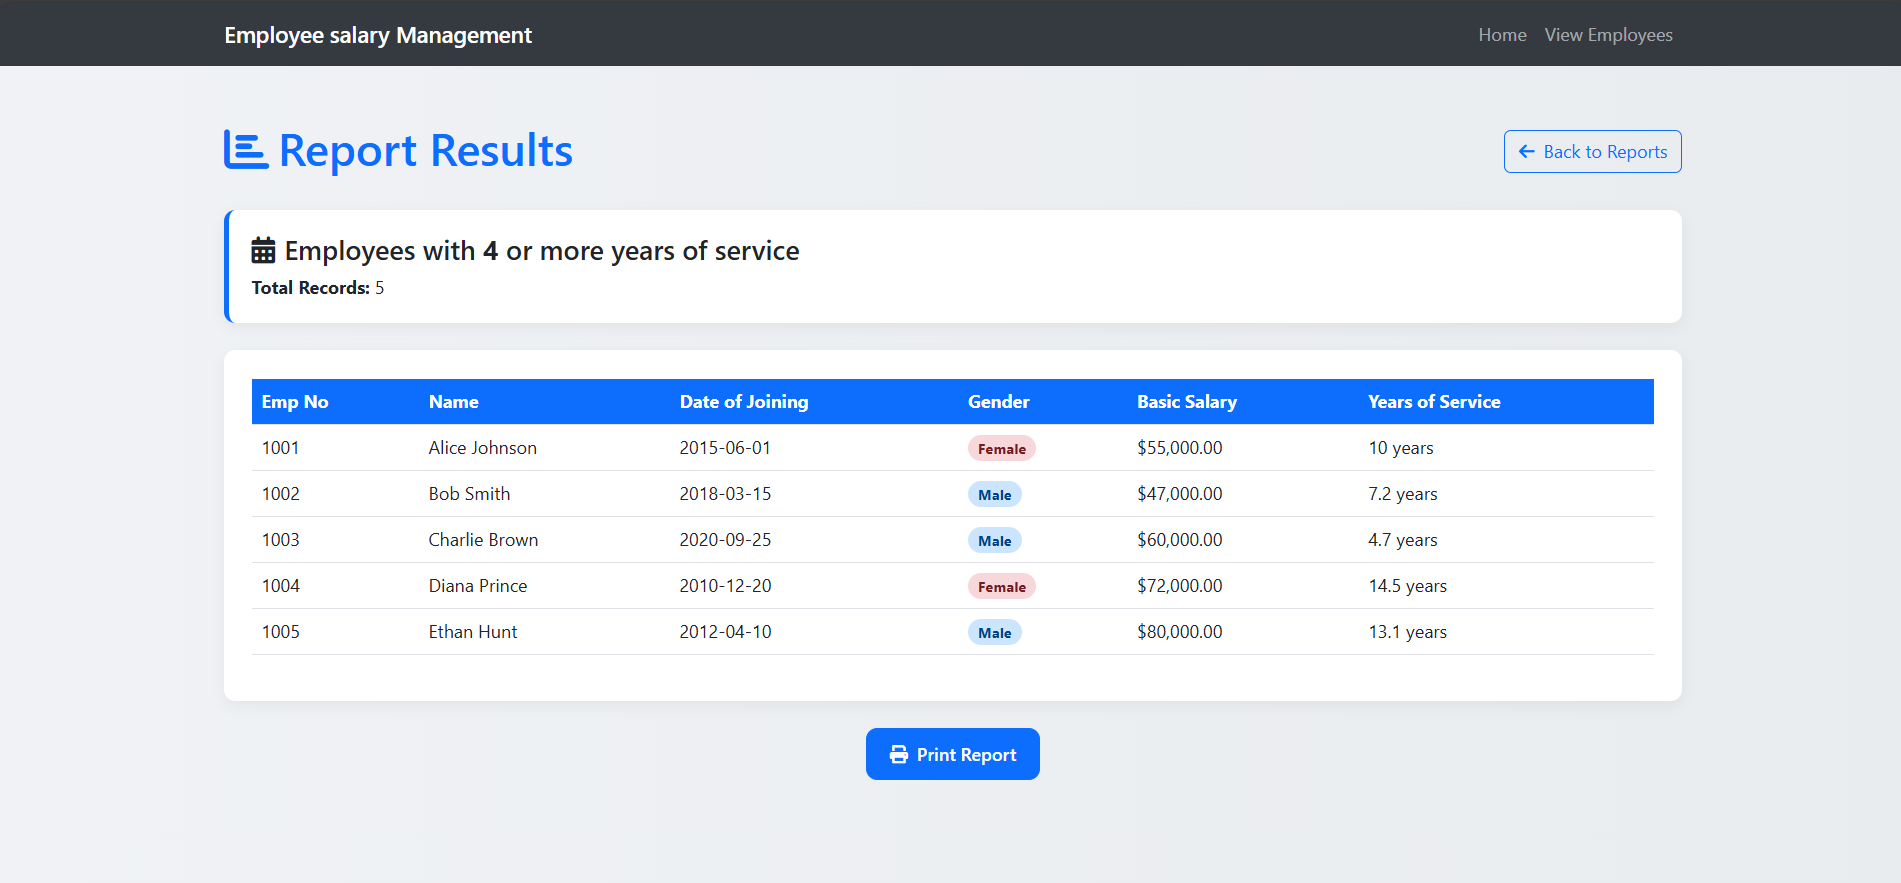 Employee salary Management Home View Employees
Report Results Back to Reports
Employees with 4 or more years of service
Total Records: 5
Emp No Name Date of Joining Gender Basic Salary Years of Service
1001 Alice Johnson 2015-06-01 Female $55,000.00 10 years
1002 Bob Smith 2018-03-15 Male $47,000.00 7.2 years
1003 Charlie Brown 2020-09-25 Male $60,000.00 4.7 years
1004 Diana Prince 2010-12-20 Female $72,000.00 14.5 years
1005 Ethan Hunt 2012-04-10 Male $80,000.00 13.1 years
Print Report